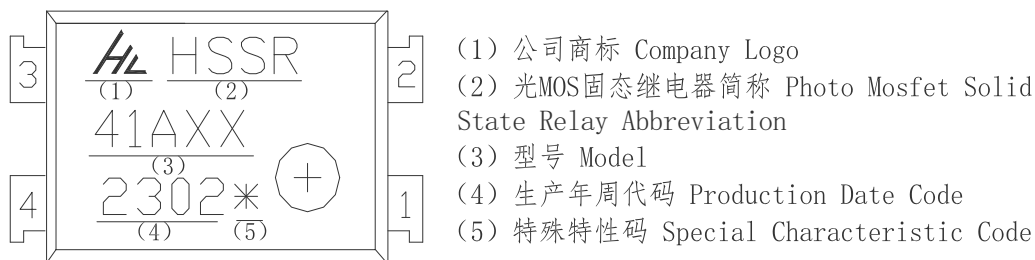 HL HSSR
(1) (2)
41AXX
(3)
2302*
(4) (5)
3
2
4
1
(1) 公司商标 Company Logo
(2) 光MOS固态继电器简称 Photo Mosfet Solid
State Relay Abbreviation
(3) 型号 Model
(4) 生产年周代码 Production Date Code
(5) 特殊特性码 Special Characteristic Code